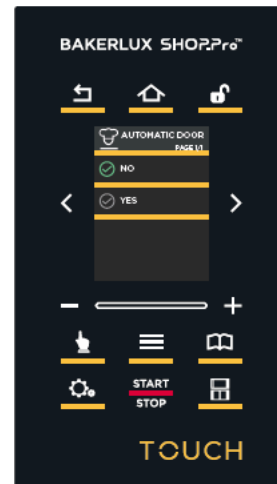 BAKERLUX SHOP.Pro™
AUTOMATIC DOOR
PAGE 1/1
NO
YES
START
STOP
TOUCH